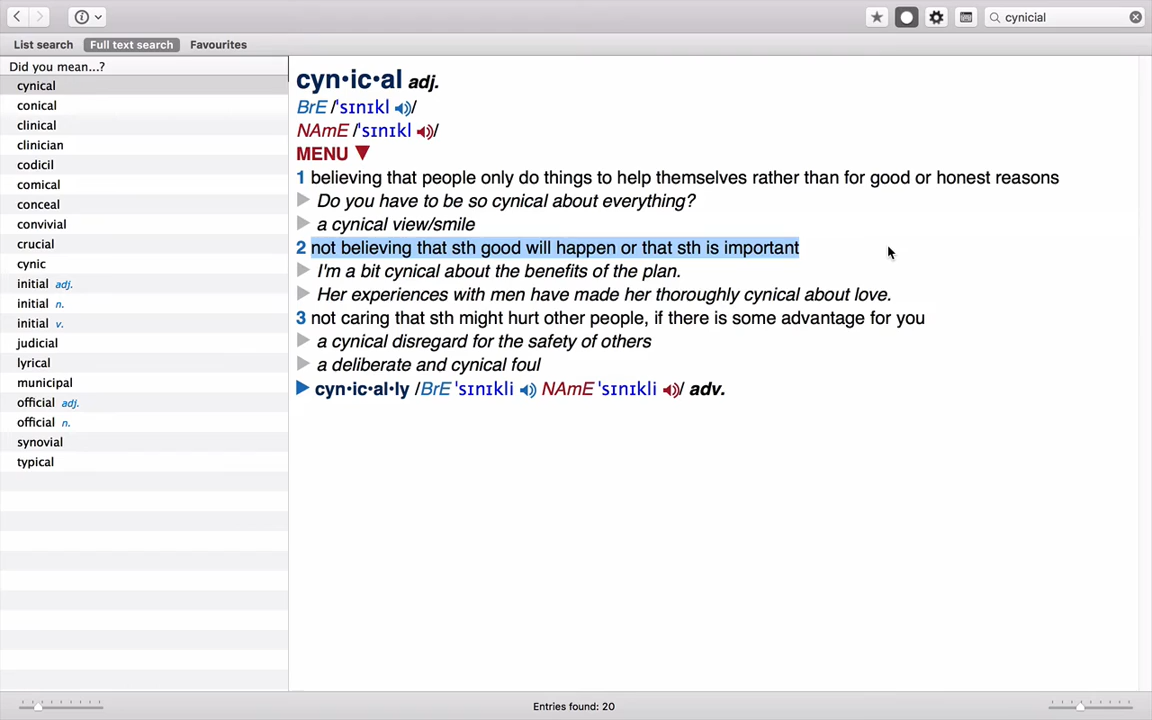 cynicial
List search Full text search Favourites
Did you mean...?
cynical
conical
clinical
clinician
codicil
comical
conceal
convivial
crucial
cynic
initial adj.
initial n.
initial v.
judicial
lyrical
municipal
official adj.
official n.
synovial
typical
cyn•ic•al adj.
BrE /ˈsɪnɪkl /
NAmE /ˈsɪnɪkl /
MENU ▼
1 believing that people only do things to help themselves rather than for good or honest reasons
Do you have to be so cynical about everything?
a cynical view/smile
2 not believing that sth good will happen or that sth is important
I'm a bit cynical about the benefits of the plan.
Her experiences with men have made her thoroughly cynical about love.
3 not caring that sth might hurt other people, if there is some advantage for you
a cynical disregard for the safety of others
a deliberate and cynical foul
cyn•ic•al•ly /BrE ˈsɪnɪkli NAmE ˈsɪnɪkli / adv.
Entries found: 20